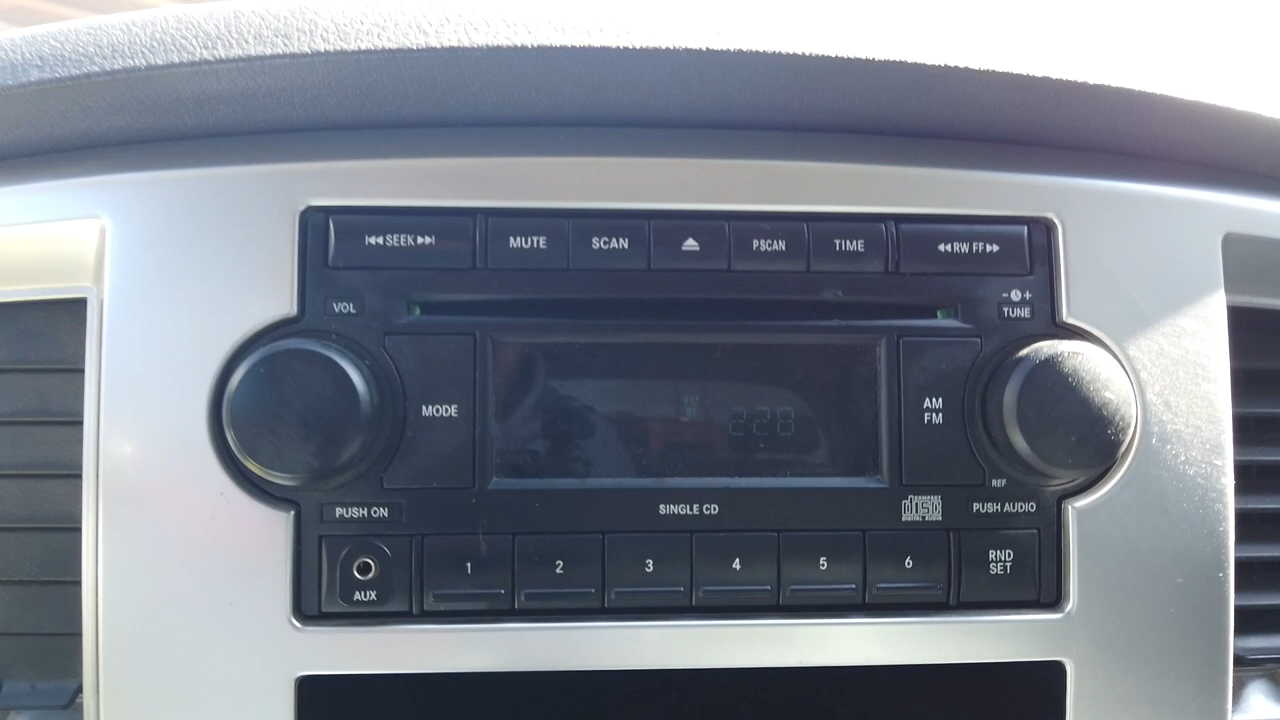 SEEK
MUTE
SCAN
PSCAN
TIME
RW FF
VOL
- +
TUNE
MODE
AM
FM
REF
PUSH ON
SINGLE CD
COMPACT
disc
DIGITAL AUDIO
PUSH AUDIO
AUX
1
2
3
4
5
6
RND
SET